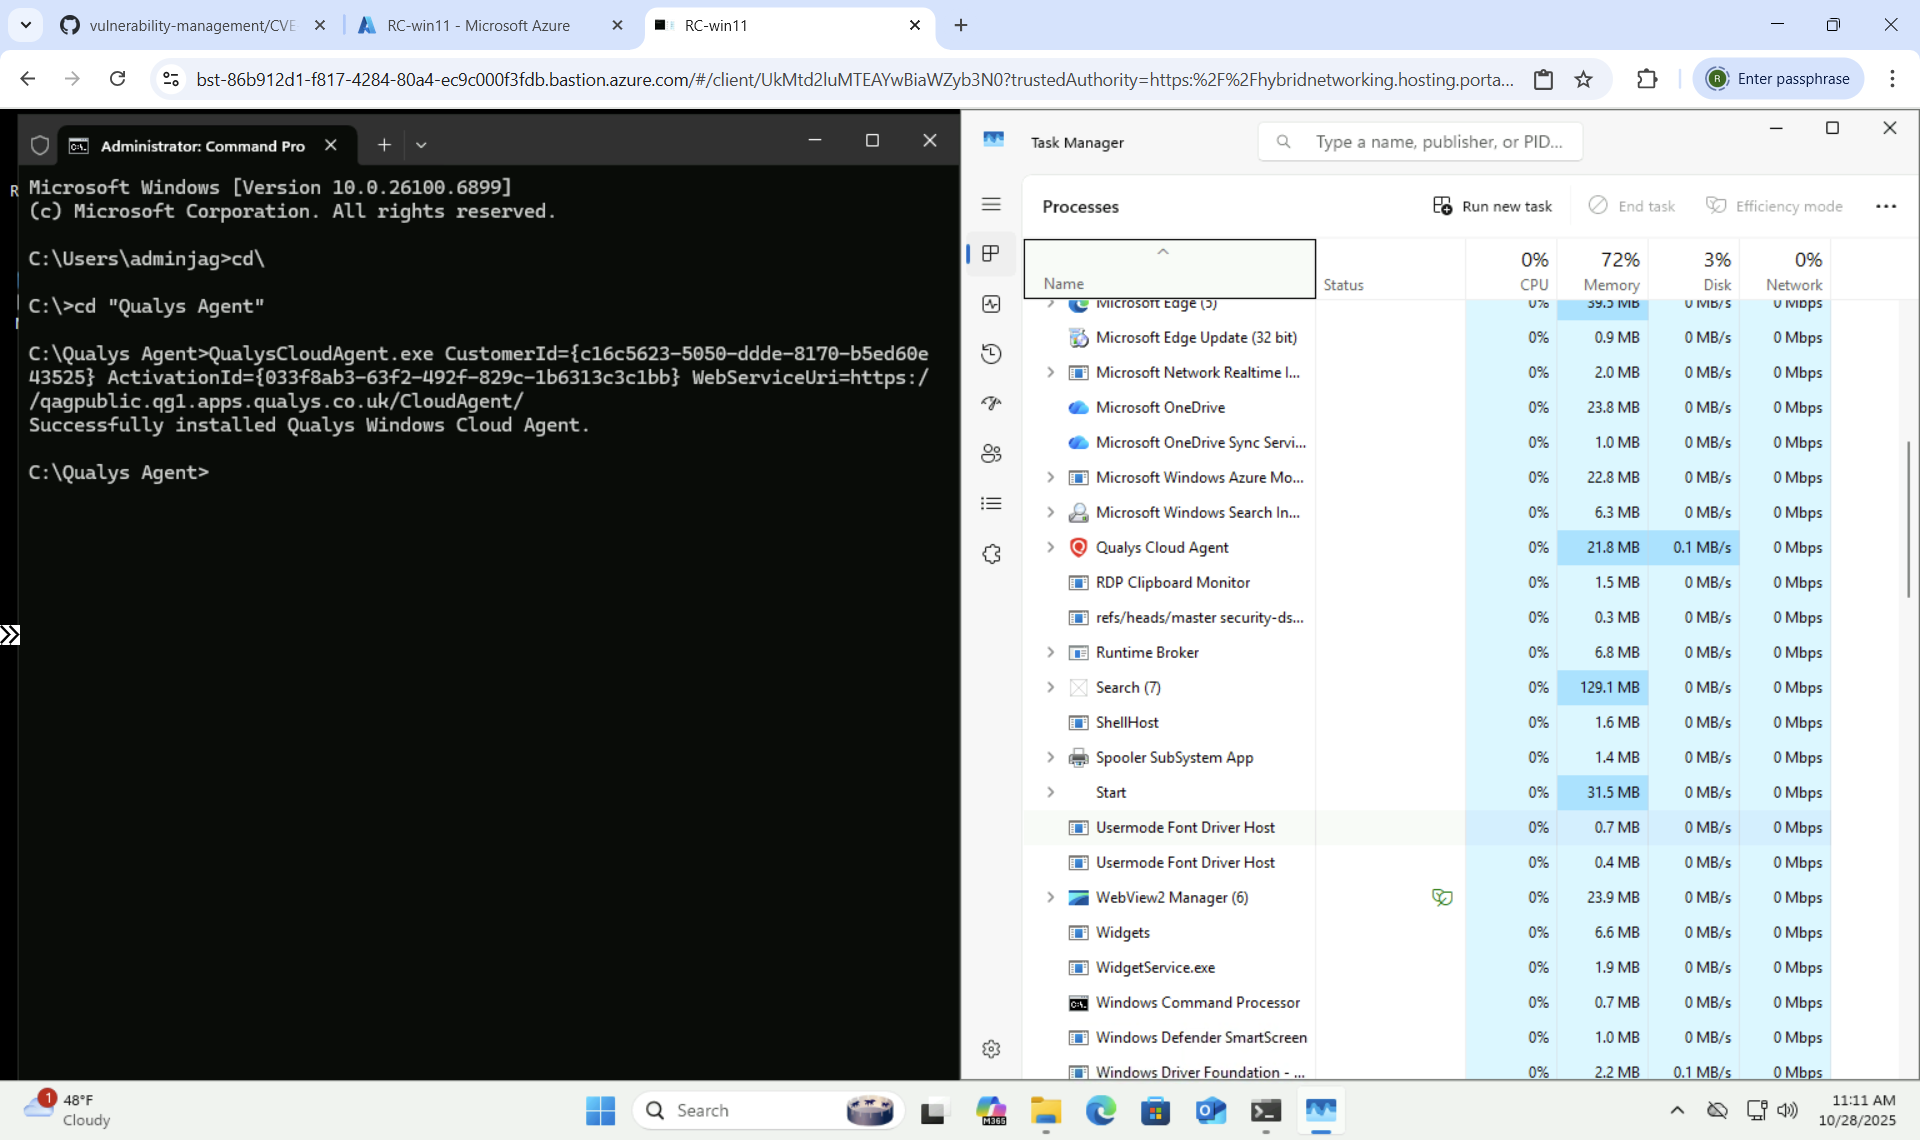 vulnerability-management/CVE
RC-win11 - Microsoft Azure
RC-win11
bst-86b912d1-f817-4284-80a4-ec9c000f3fdb.bastion.azure.com/#/client/UkMtd2luMTEAYwBiaWZyb3N0?trustedAuthority=https:%2F%2Fhybridnetworking.hosting.porta...
R
Enter passphrase
Administrator: Command Pro
Microsoft Windows [Version 10.0.26100.6899]
(c) Microsoft Corporation. All rights reserved.
C:\Users\adminjag>cd\
C:\>cd "Qualys Agent"
C:\Qualys Agent>QualysCloudAgent.exe CustomerId={c16c5623-5050-ddde-8170-b5ed60e
43525} ActivationId={033f8ab3-63f2-492f-829c-1b6313c3c1bb} WebServiceUri=https:/
/qagpublic.qg1.apps.qualys.co.uk/CloudAgent/
Successfully installed Qualys Windows Cloud Agent.
C:\Qualys Agent>
Task Manager
Type a name, publisher, or PID...
Processes
Run new task
End task
Efficiency mode
Name Status 0% CPU 72% Memory 3% Disk 0% Network
Microsoft Edge (5) 0% 39.5 MB 0 MB/s 0 Mbps
Microsoft Edge Update (32 bit) 0% 0.9 MB 0 MB/s 0 Mbps
Microsoft Network Realtime I... 0% 2.0 MB 0 MB/s 0 Mbps
Microsoft OneDrive 0% 23.8 MB 0 MB/s 0 Mbps
Microsoft OneDrive Sync Servi... 0% 1.0 MB 0 MB/s 0 Mbps
Microsoft Windows Azure Mo... 0% 22.8 MB 0 MB/s 0 Mbps
Microsoft Windows Search In... 0% 6.3 MB 0 MB/s 0 Mbps
Qualys Cloud Agent 0% 21.8 MB 0.1 MB/s 0 Mbps
RDP Clipboard Monitor 0% 1.5 MB 0 MB/s 0 Mbps
refs/heads/master security-ds... 0% 0.3 MB 0 MB/s 0 Mbps
Runtime Broker 0% 6.8 MB 0 MB/s 0 Mbps
Search (7) 0% 129.1 MB 0 MB/s 0 Mbps
ShellHost 0% 1.6 MB 0 MB/s 0 Mbps
Spooler SubSystem App 0% 1.4 MB 0 MB/s 0 Mbps
Start 0% 31.5 MB 0 MB/s 0 Mbps
Usermode Font Driver Host 0% 0.7 MB 0 MB/s 0 Mbps
Usermode Font Driver Host 0% 0.4 MB 0 MB/s 0 Mbps
WebView2 Manager (6) 0% 23.9 MB 0 MB/s 0 Mbps
Widgets 0% 6.6 MB 0 MB/s 0 Mbps
WidgetService.exe 0% 1.9 MB 0 MB/s 0 Mbps
Windows Command Processor 0% 0.7 MB 0 MB/s 0 Mbps
Windows Defender SmartScreen 0% 1.0 MB 0 MB/s 0 Mbps
Windows Driver Foundation - ... 0% 2.2 MB 0.1 MB/s 0 Mbps
1
48°F
Cloudy
Search
M365
11:11 AM
10/28/2025